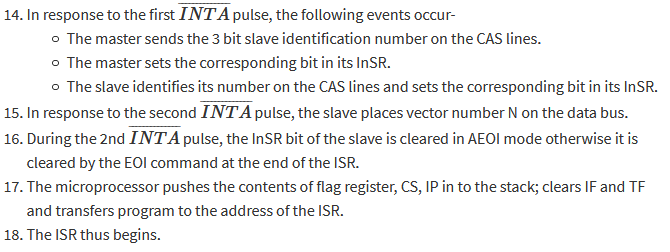 14. In response to the first INTA pulse, the following events occur-
○ The master sends the 3 bit slave identification number on the CAS lines.
○ The master sets the corresponding bit in its InSR.
○ The slave identifies its number on the CAS lines and sets the corresponding bit in its InSR.
15. In response to the second INTA pulse, the slave places vector number N on the data bus.
16. During the 2nd INTA pulse, the InSR bit of the slave is cleared in AEOI mode otherwise it is
cleared by the EOI command at the end of the ISR.
17. The microprocessor pushes the contents of flag register, CS, IP in to the stack; clears IF and TF
and transfers program to the address of the ISR.
18. The ISR thus begins.